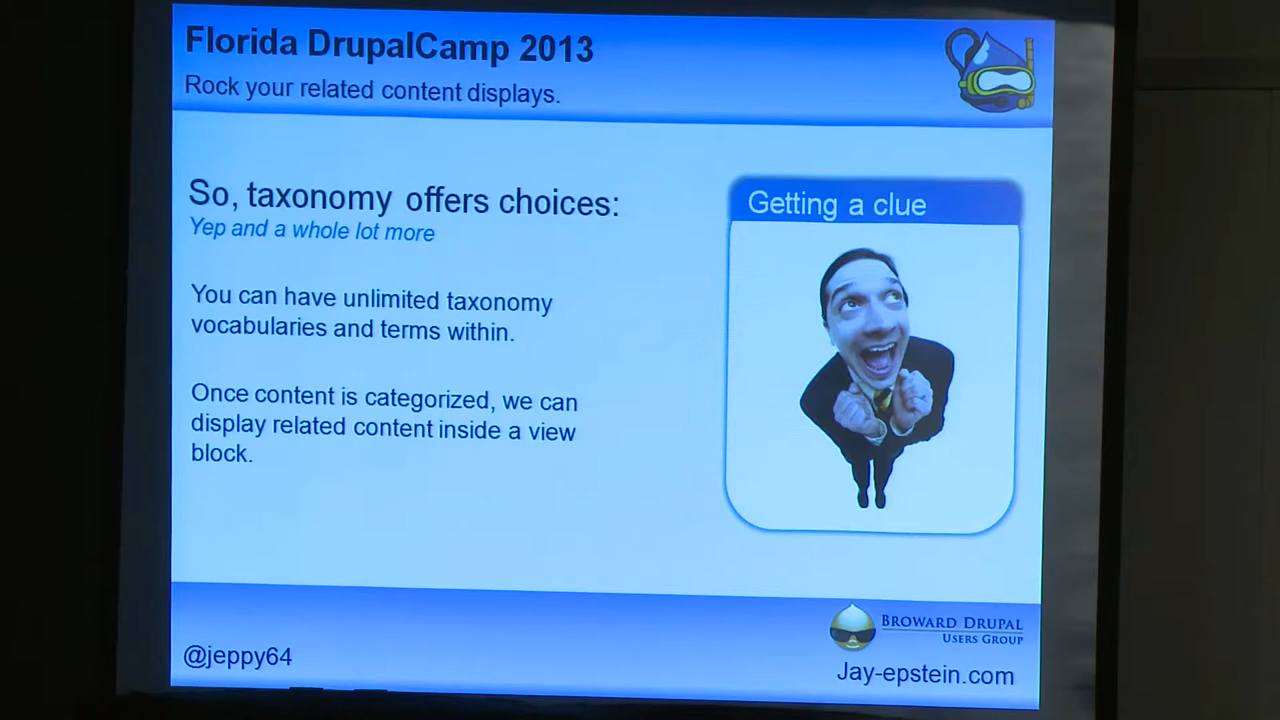 Florida DrupalCamp 2013
Rock your related content displays.
So, taxonomy offers choices:
Yep and a whole lot more
You can have unlimited taxonomy
vocabularies and terms within.
Once content is categorized, we can
display related content inside a view
block.
Getting a clue
@jeppy64
BROWARD DRUPAL
USERS GROUP
Jay-epstein.com